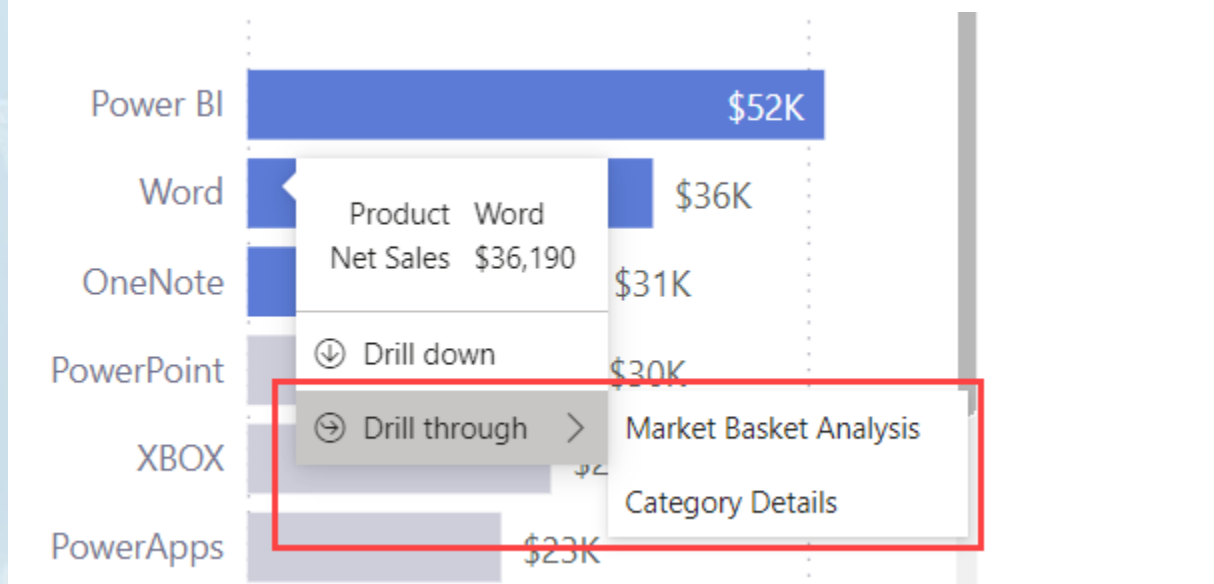 Power BI $52K
Word $36K
Product Word
Net Sales $36,190
OneNote $31K
Drill down
PowerPoint $30K
Drill through
Market Basket Analysis
XBOX
Category Details
PowerApps $23K